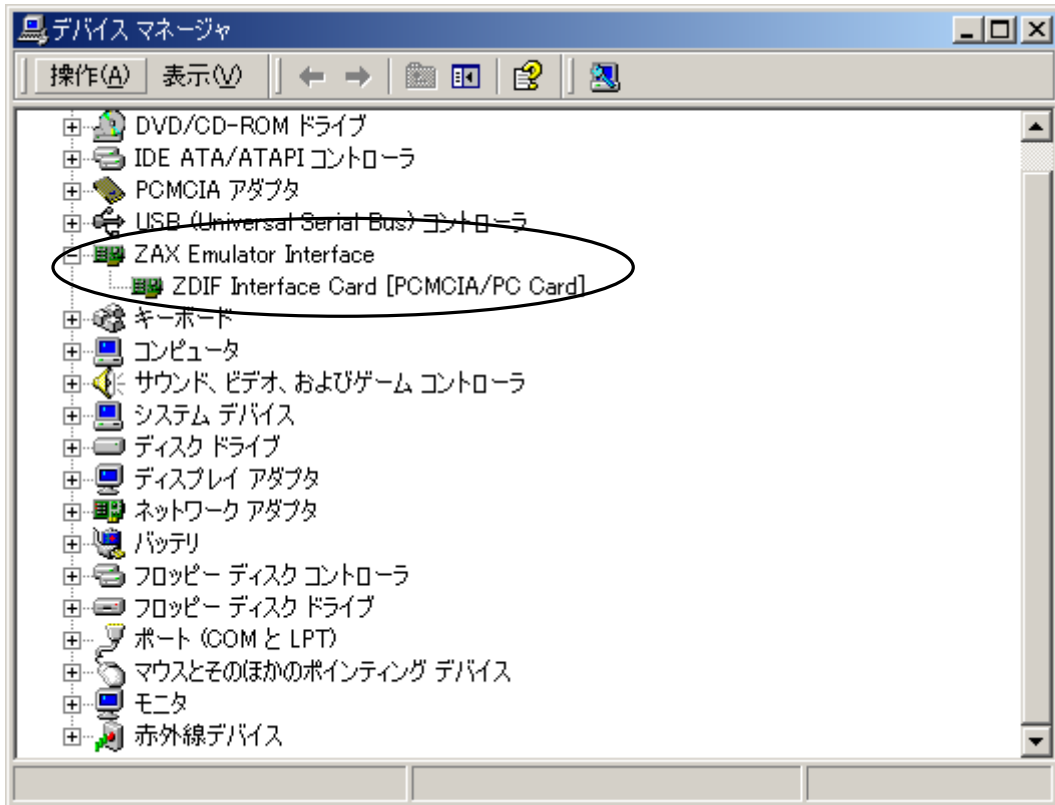 デバイス マネージャ
操作(A) 表示(V)
DVD/CD-ROM ドライブ
IDE ATA/ATAPI コントローラ
PCMCIA アダプタ
USB (Universal Serial Bus) コントローラ
ZAX Emulator Interface
ZDIF Interface Card [PCMCIA/PC Card]
キーボード
コンピュータ
サウンド、ビデオ、およびゲーム コントローラ
システム デバイス
ディスク ドライブ
ディスプレイ アダプタ
ネットワーク アダプタ
バッテリ
フロッピー ディスク コントローラ
フロッピー ディスク ドライブ
ポート (COM と LPT)
マウスとそのほかのポインティング デバイス
モニタ
赤外線デバイス